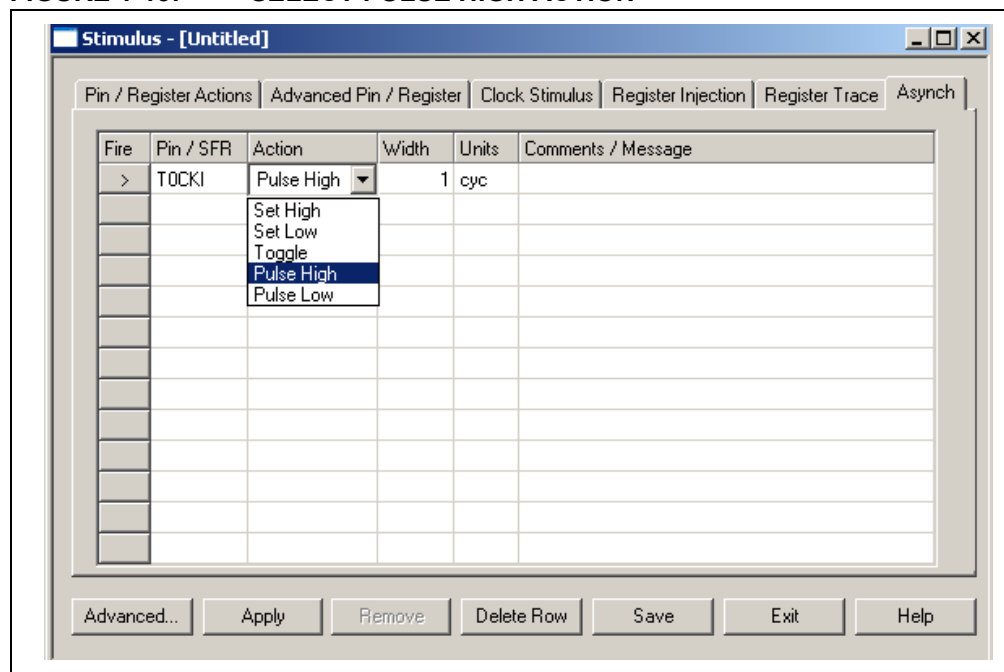 Stimulus - [Untitled]
Pin / Register Actions Advanced Pin / Register Clock Stimulus Register Injection Register Trace Asynch
Fire Pin / SFR Action Width Units Comments / Message
> T0CKI Pulse High 1 cyc
Set High
Set Low
Toggle
Pulse High
Pulse Low
Advanced... Apply Remove Delete Row Save Exit Help